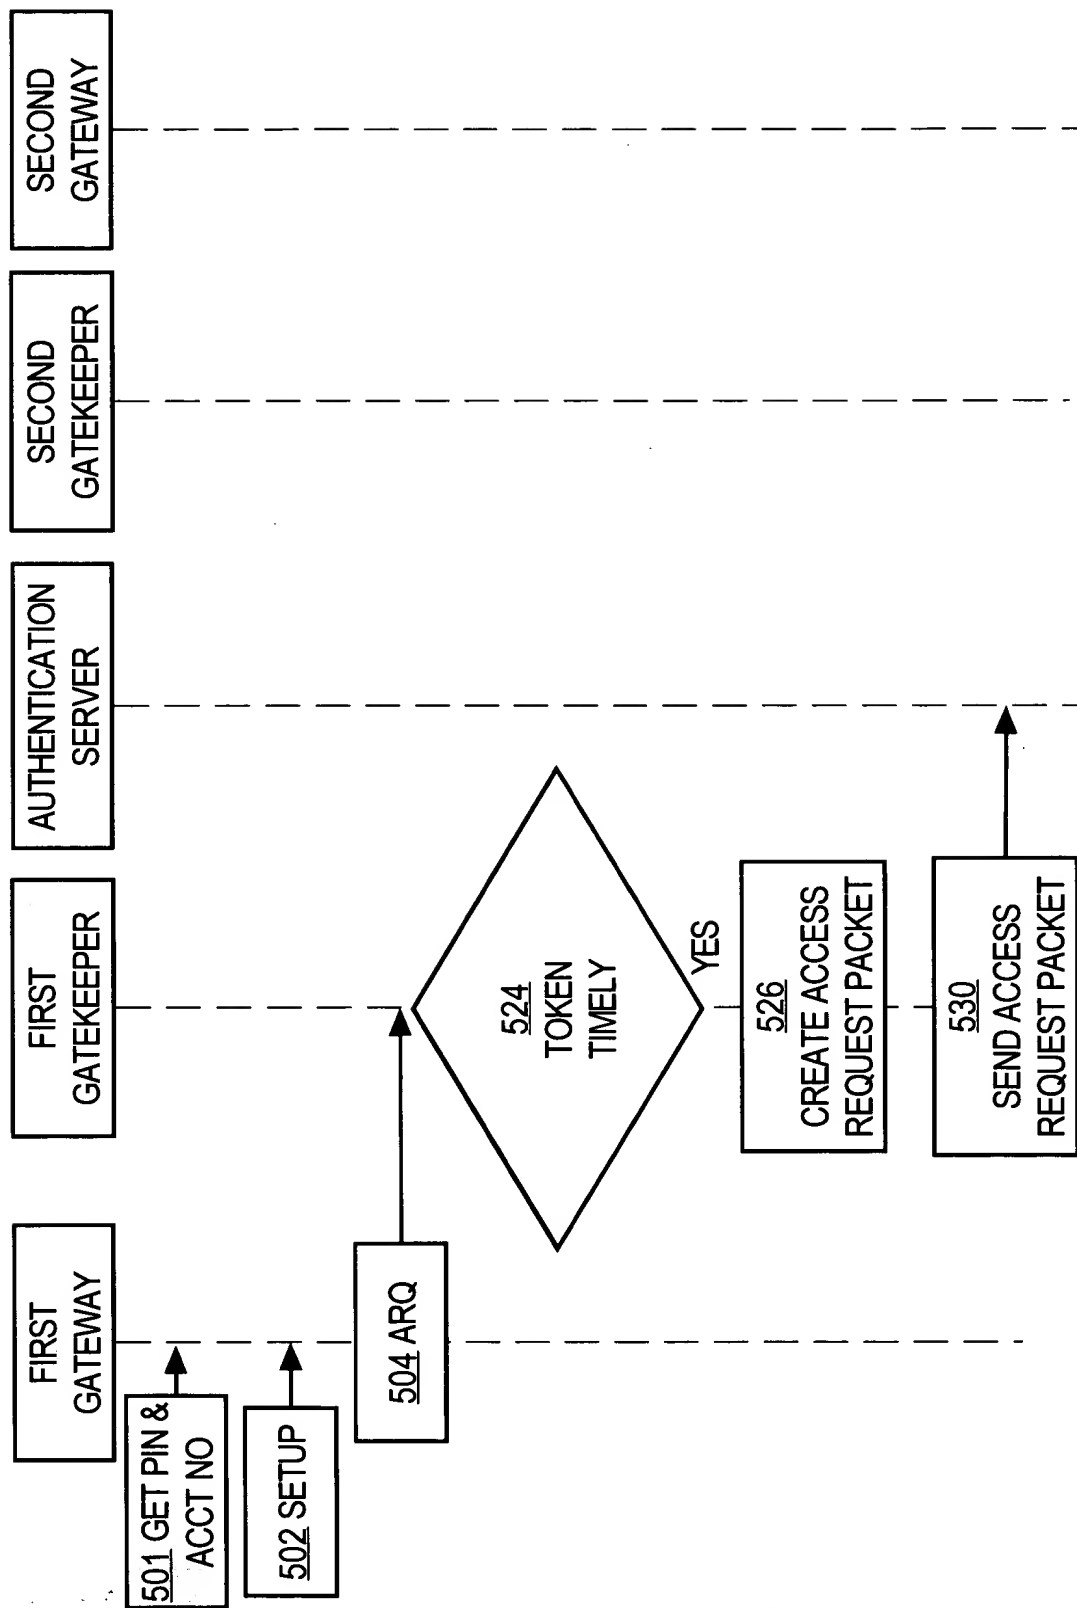 FIRST
GATEWAY
FIRST
GATEKEEPER
AUTHENTICATION
SERVER
SECOND
GATEKEEPER
SECOND
GATEWAY
501 GET PIN &
ACCT NO
502 SETUP
504 ARQ
524
TOKEN
TIMELY
YES
526
CREATE ACCESS
REQUEST PACKET
530
SEND ACCESS
REQUEST PACKET